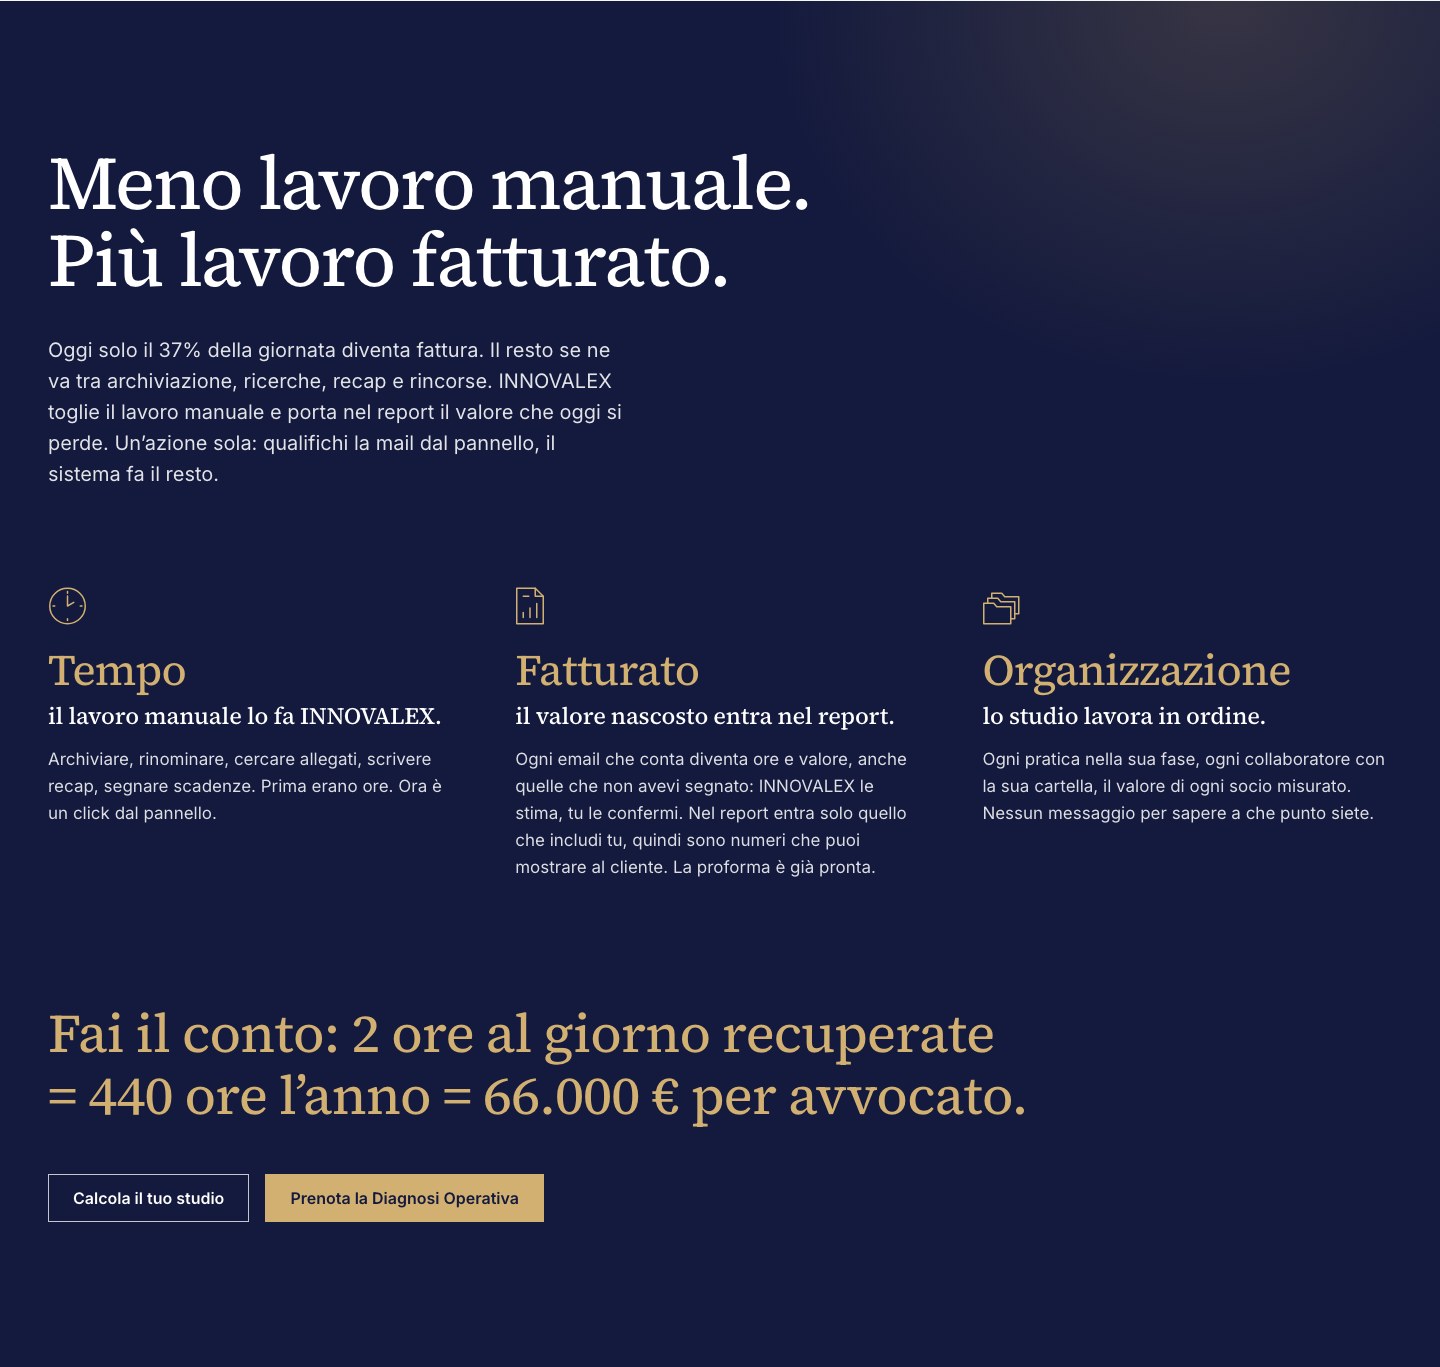 Meno lavoro manuale.
Più lavoro fatturato.
Oggi solo il 37% della giornata diventa fattura. Il resto se ne
va tra archiviazione, ricerche, recap e rincorse. INNOVALEX
toglie il lavoro manuale e porta nel report il valore che oggi si
perde. Un’azione sola: qualifichi la mail dal pannello, il
sistema fa il resto.
Tempo
il lavoro manuale lo fa INNOVALEX.
Archiviare, rinominare, cercare allegati, scrivere
recap, segnare scadenze. Prima erano ore. Ora è
un click dal pannello.
Fatturato
il valore nascosto entra nel report.
Ogni email che conta diventa ore e valore, anche
quelle che non avevi segnato: INNOVALEX le
stima, tu le confermi. Nel report entra solo quello
che includi tu, quindi sono numeri che puoi
mostrare al cliente. La proforma è già pronta.
Organizzazione
lo studio lavora in ordine.
Ogni pratica nella sua fase, ogni collaboratore con
la sua cartella, il valore di ogni socio misurato.
Nessun messaggio per sapere a che punto siete.
Fai il conto: 2 ore al giorno recuperate
= 440 ore l’anno = 66.000 € per avvocato.
Calcola il tuo studio
Prenota la Diagnosi Operativa